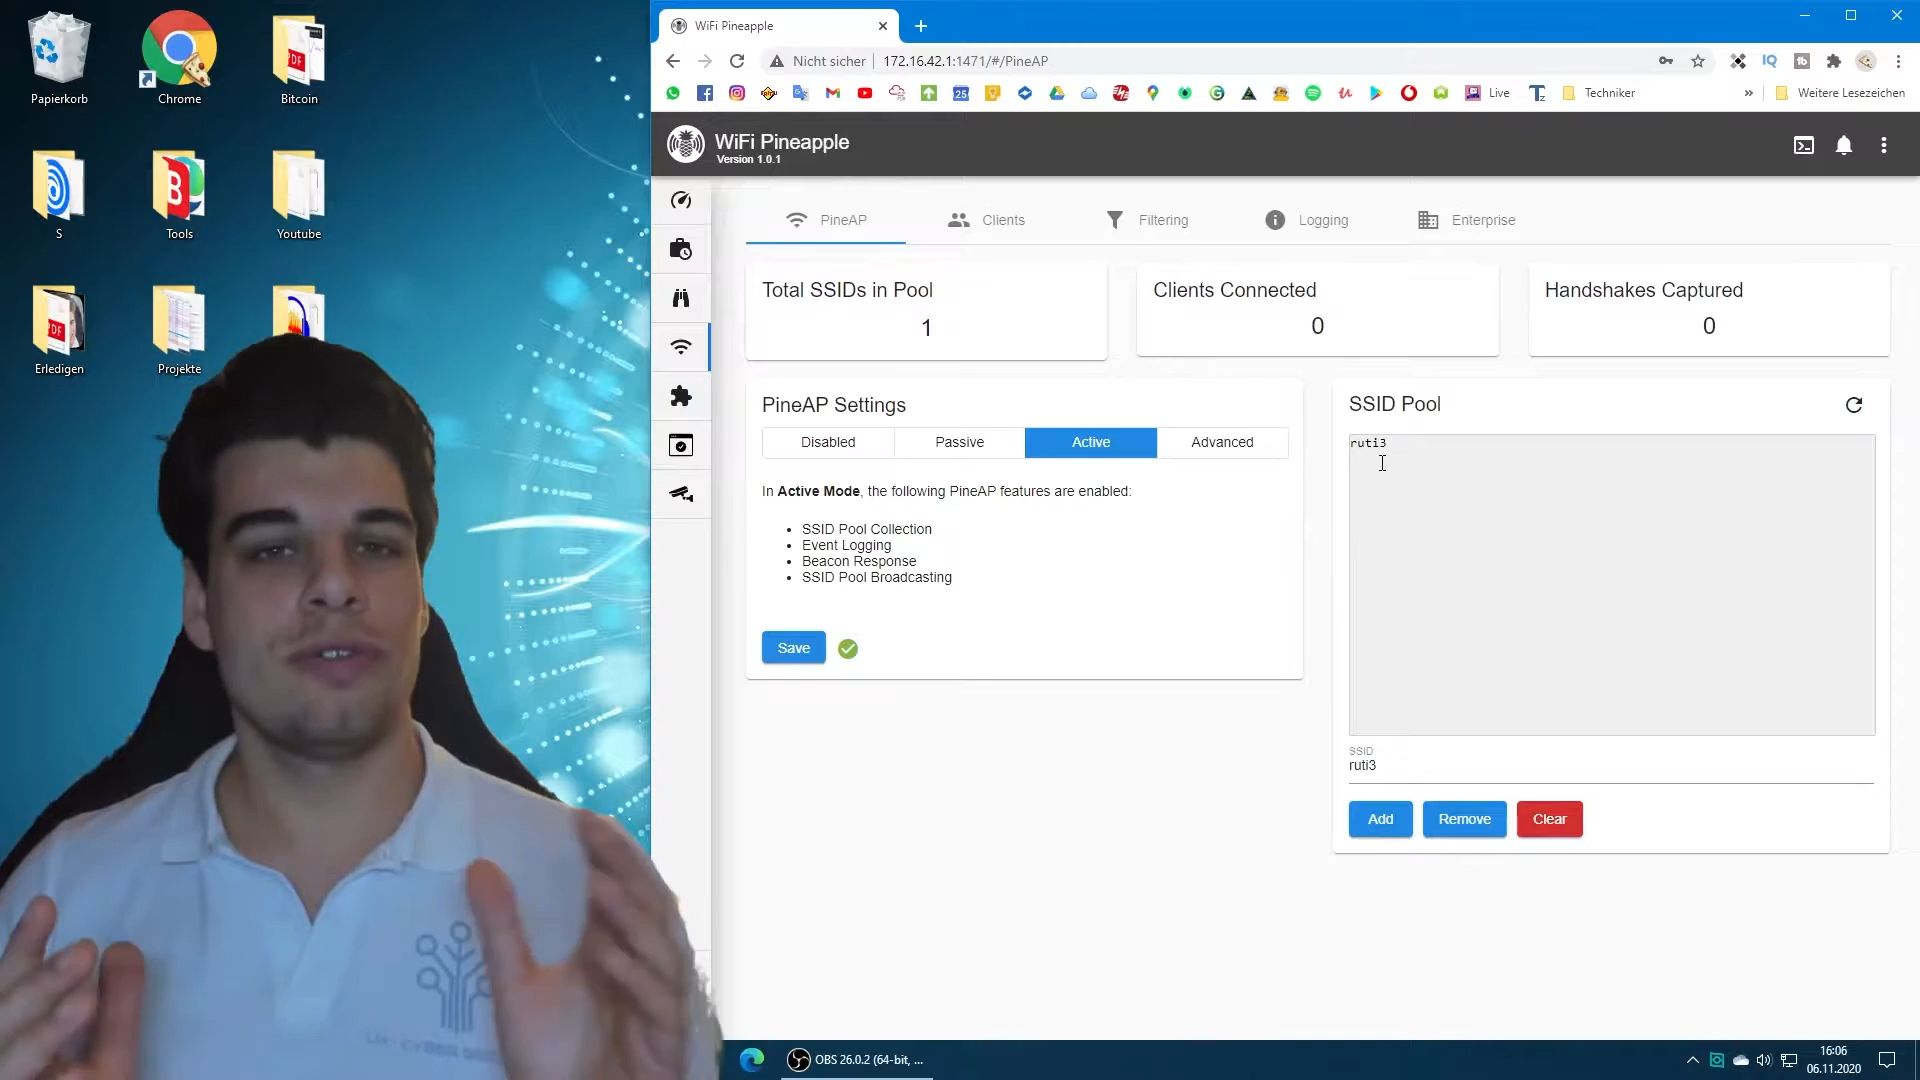 Papierkorb
Chrome
Bitcoin
S
Tools
Youtube
Erledigen
Projekte
WiFi Pineapple
Nicht sicher
172.16.42.1:1471/#/PineAP
Live
Techniker
Weitere Lesezeichen
WiFi Pineapple
Version 1.0.1
PineAP
Clients
Filtering
Logging
Enterprise
Total SSIDs in Pool
1
Clients Connected
0
Handshakes Captured
0
PineAP Settings
Disabled
Passive
Active
Advanced
In Active Mode, the following PineAP features are enabled:
SSID Pool Collection
Event Logging
Beacon Response
SSID Pool Broadcasting
Save
SSID Pool
ruti3
SSID
ruti3
Add
Remove
Clear
OBS 26.0.2 (64-bit, ...
16:06
06.11.2020